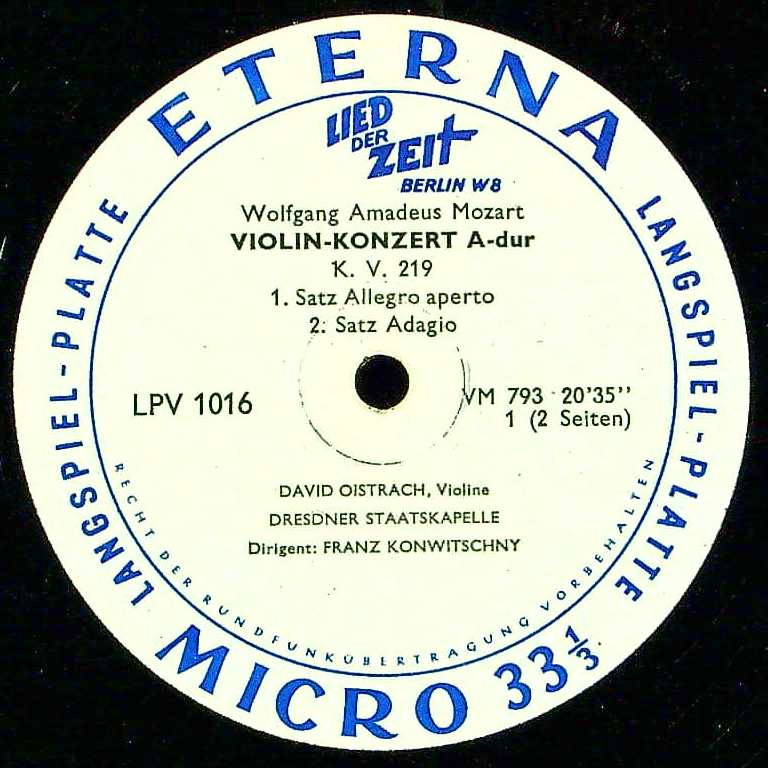 ETERNA
LIED
DER
ZEIT
BERLIN W8
Wolfgang Amadeus Mozart
VIOLIN-KONZERT A-dur
K. V. 219
1. Satz Allegro aperto
2. Satz Adagio
LPV 1016
VM 793 20'35''
1 (2 Seiten)
DAVID OISTRACH, Violine
DRESDNER STAATSKAPELLE
Dirigent: FRANZ KONWITSCHNY
RECHT DER RUNDFUNKÜBERTRAGUNG VORBEHALTEN
LANGSPIEL-PLATTE
LANGSPIEL-PLATTE
MICRO 33 1/3